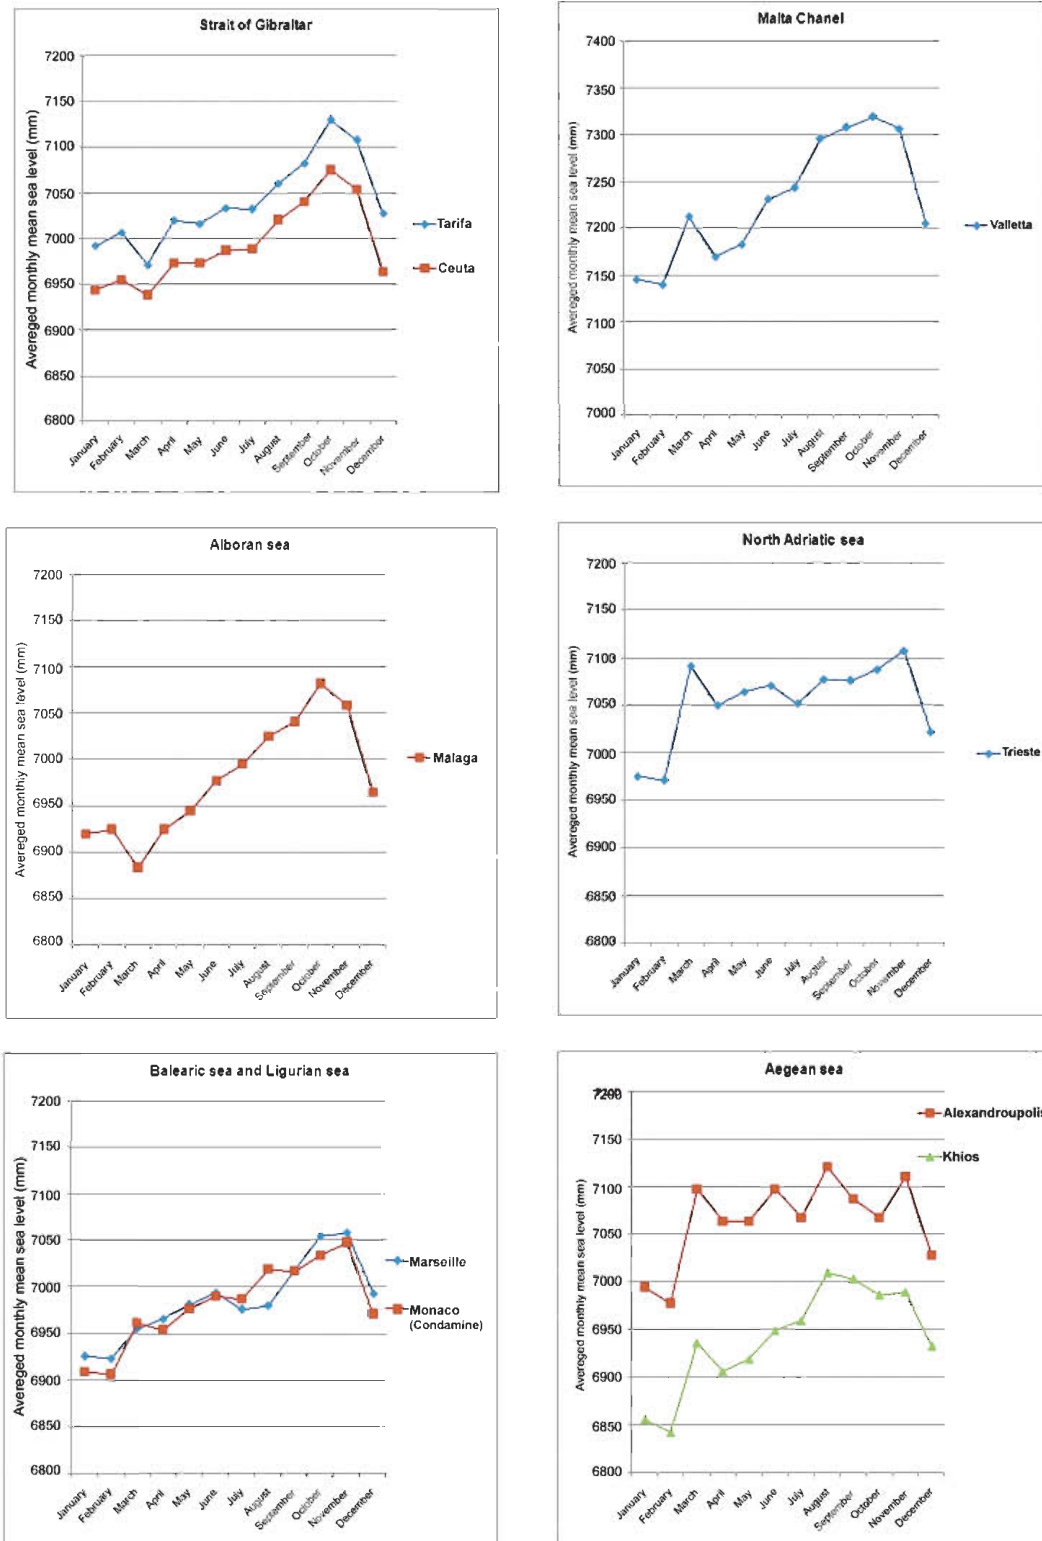 Strait of Gibraltar
Avereged monthly mean sea level (mm)
7200
7150
7100
7050
7000
6950
6900
6850
6800
January
February
March
April
May
June
July
August
September
October
November
December
Tarifa
Ceuta
Malta Chanel
Avereged monthly mean sea level (mm)
7400
7350
7300
7250
7200
7150
7100
7050
7000
January
February
March
April
May
June
July
August
September
October
November
December
Valletta
Alboran sea
Avereged monthly mean sea level (mm)
7200
7150
7100
7050
7000
6950
6900
6850
6800
January
February
March
April
May
June
July
August
September
October
November
December
Malaga
North Adriatic sea
Avereged monthly mean sea level (mm)
7200
7150
7100
7050
7000
6950
6900
6850
6800
January
February
March
April
May
June
July
August
September
October
November
December
Trieste
Balearic sea and Ligurian sea
Avereged monthly mean sea level (mm)
7200
7150
7100
7050
7000
6950
6900
6850
6800
January
February
March
April
May
June
July
August
September
October
November
December
Marseille
Monaco
(Condamine)
Aegean sea
Avereged monthly mean sea level (mm)
7200
7150
7100
7050
7000
6950
6900
6850
6800
January
February
March
April
May
June
July
August
September
October
November
December
Alexandroupolis
Khios